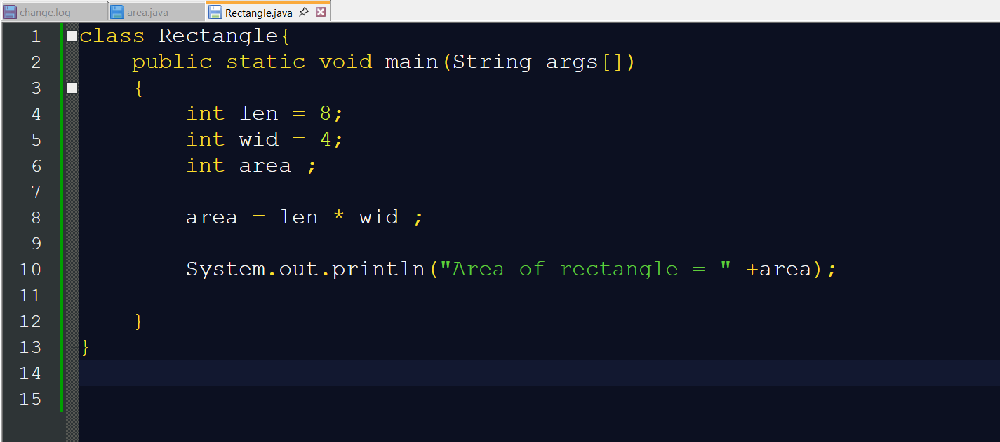 change.log area.java Rectangle.java
1 class Rectangle{
2 public static void main(String args[])
3 {
4 int len = 8;
5 int wid = 4;
6 int area ;
7
8 area = len * wid ;
9
10 System.out.println("Area of rectangle = " +area);
11
12 }
13 }
14
15